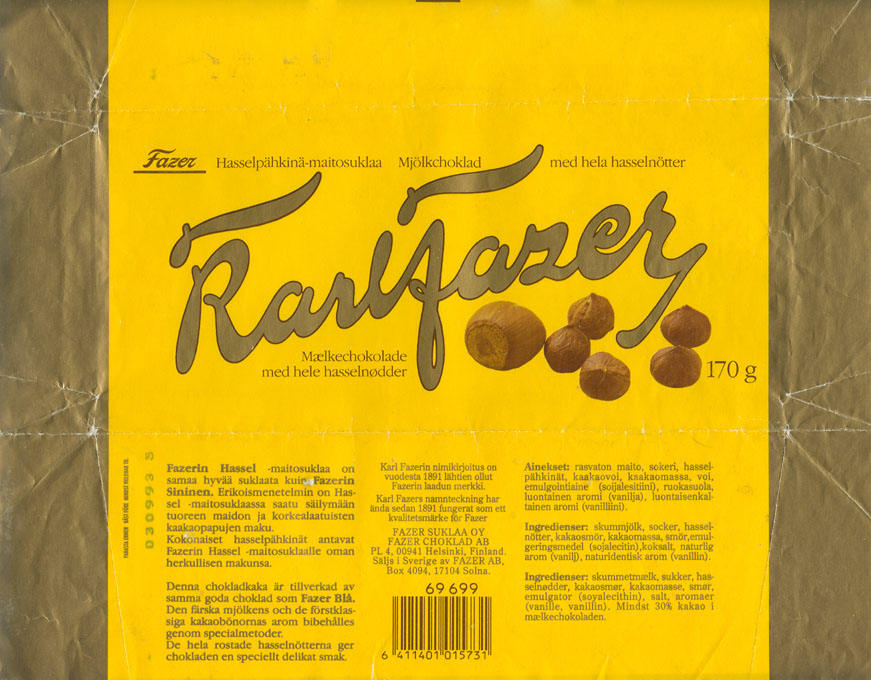 Fazer
Hasselpähkinä-maitosuklaa Mjölkchoklad med hela hasselnötter
Karl Fazer
Mælkechokolade
med hele hasselnødder
170 g
030993 S
Fazerin Hassel -maitosuklaa on
samaa hyvää suklaata kuin Fazerin
Sininen. Erikoismenetelmin on Has-
sel -maitosuklaassa saatu säilymään
tuoreen maidon ja korkealaatuisten
kaakaopapujen maku.
Kokonaiset hasselpähkinät antavat
Fazerin Hassel -maitosuklaalle oman
herkullisen makunsa.
Denna chokladkaka är tillverkad av
samma goda choklad som Fazer Blå.
Den färska mjölkens och de förstklas-
siga kakaobönornas arom bibehålles
genom specialmetoder.
De hela rostade hasselnötterna ger
chokladen en speciellt delikat smak.
Karl Fazerin nimikirjoitus on
vuodesta 1891 lähtien ollut
Fazerin laadun merkki.
Karl Fazers namnteckning har
ända sedan 1891 fungerat som ett
kvalitetsmärke för Fazer
FAZER SUKLAA OY
FAZER CHOKLAD AB
PL 4, 00941 Helsinki, Finland.
Säljs i Sverige av FAZER AB,
Box 4094, 17104 Solna.
69 699
6 411401 015731
Ainekset: rasvaton maito, sokeri, hassel-
pähkinät, kaakaovoi, kaakaomassa, voi,
emulgointiaine (soijalesitiini), ruokasuola,
luontainen aromi (vanilja), luontaisenkal-
tainen aromi (vanilliini).
Ingredienser: skummjölk, socker, hassel-
nötter, kakaosmör, kakaomassa, smör,emul-
geringsmedel (sojalecitin),koksalt, naturlig
arom (vanilj), naturidentisk arom (vanillin).
Ingredienser: skummetmælk, sukker, has-
selnødder, kakaosmør, kakaomasse, smør,
emulgator (soyalecithin), salt, aromaer
(vanille, vanillin). Mindst 30% kakao i
mælkechokoladen.